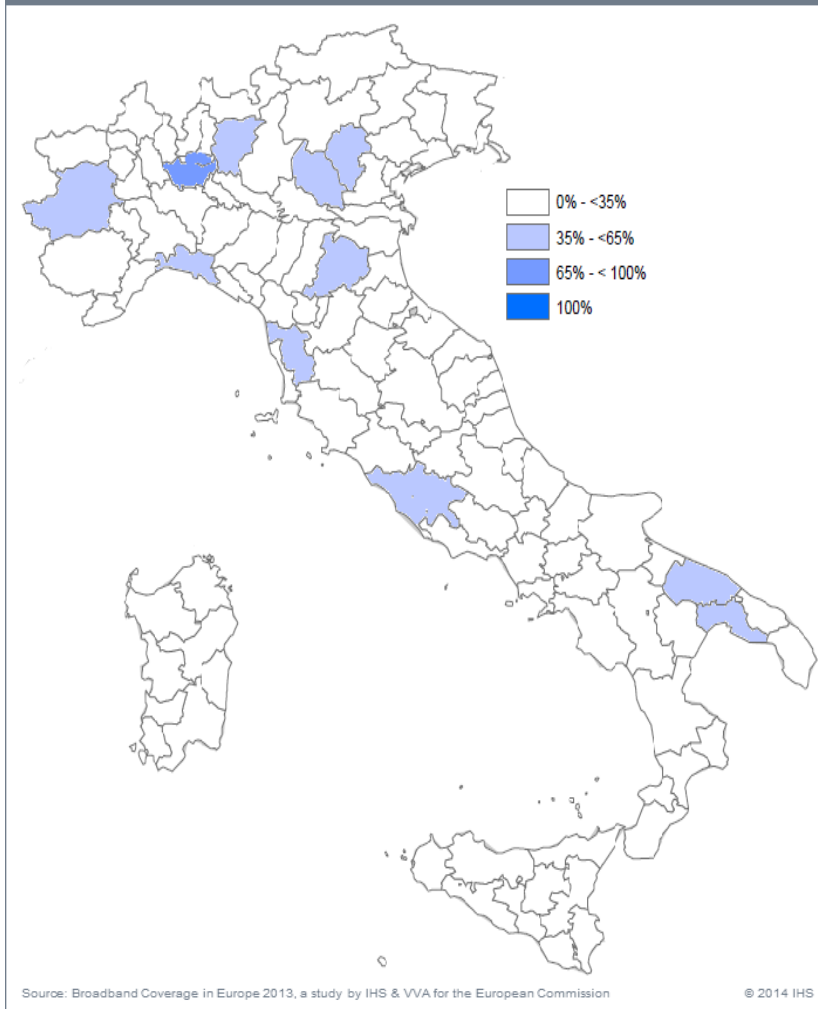 0% - <35%
35% - <65%
65% - < 100%
100%
Source: Broadband Coverage in Europe 2013, a study by IHS & VVA for the European Commission
© 2014 IHS